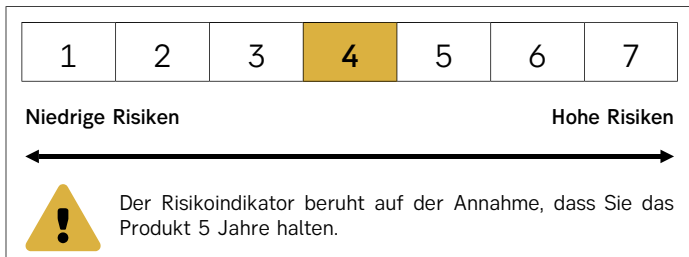 1 2 3 4 5 6 7
Niedrige Risiken Hohe Risiken
Der Risikoindikator beruht auf der Annahme, dass Sie das
Produkt 5 Jahre halten.